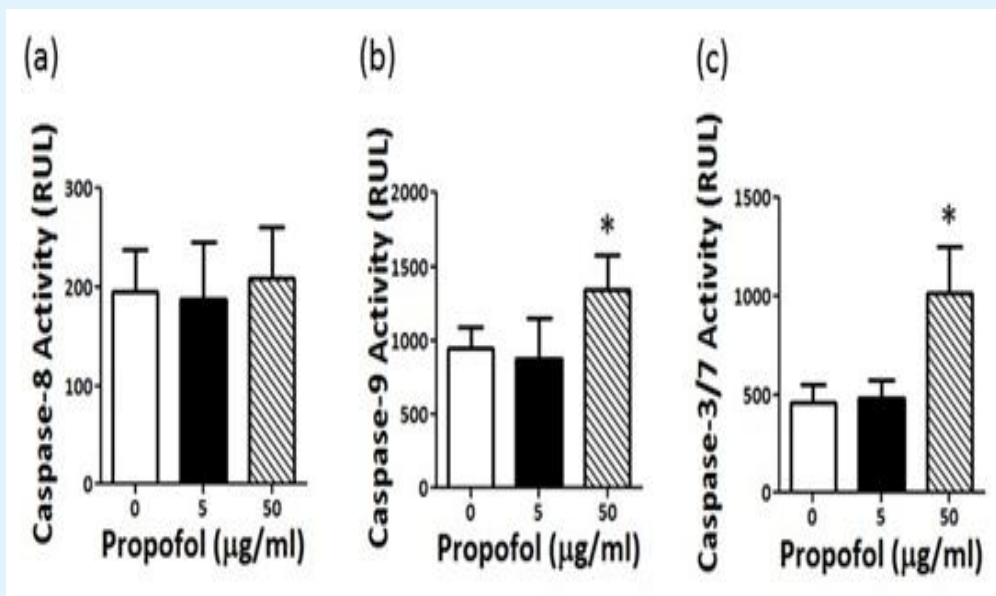 (a)
Caspase-8 Activity (RUL)
300
200
100
0
0 5 50
Propofol (µg/ml)
(b)
Caspase-9 Activity (RUL)
2000
1500
1000
500
0
*
0 5 50
Propofol (µg/ml)
(c)
Caspase-3/7 Activity (RUL)
1500
1000
500
0
*
0 5 50
Propofol (µg/ml)